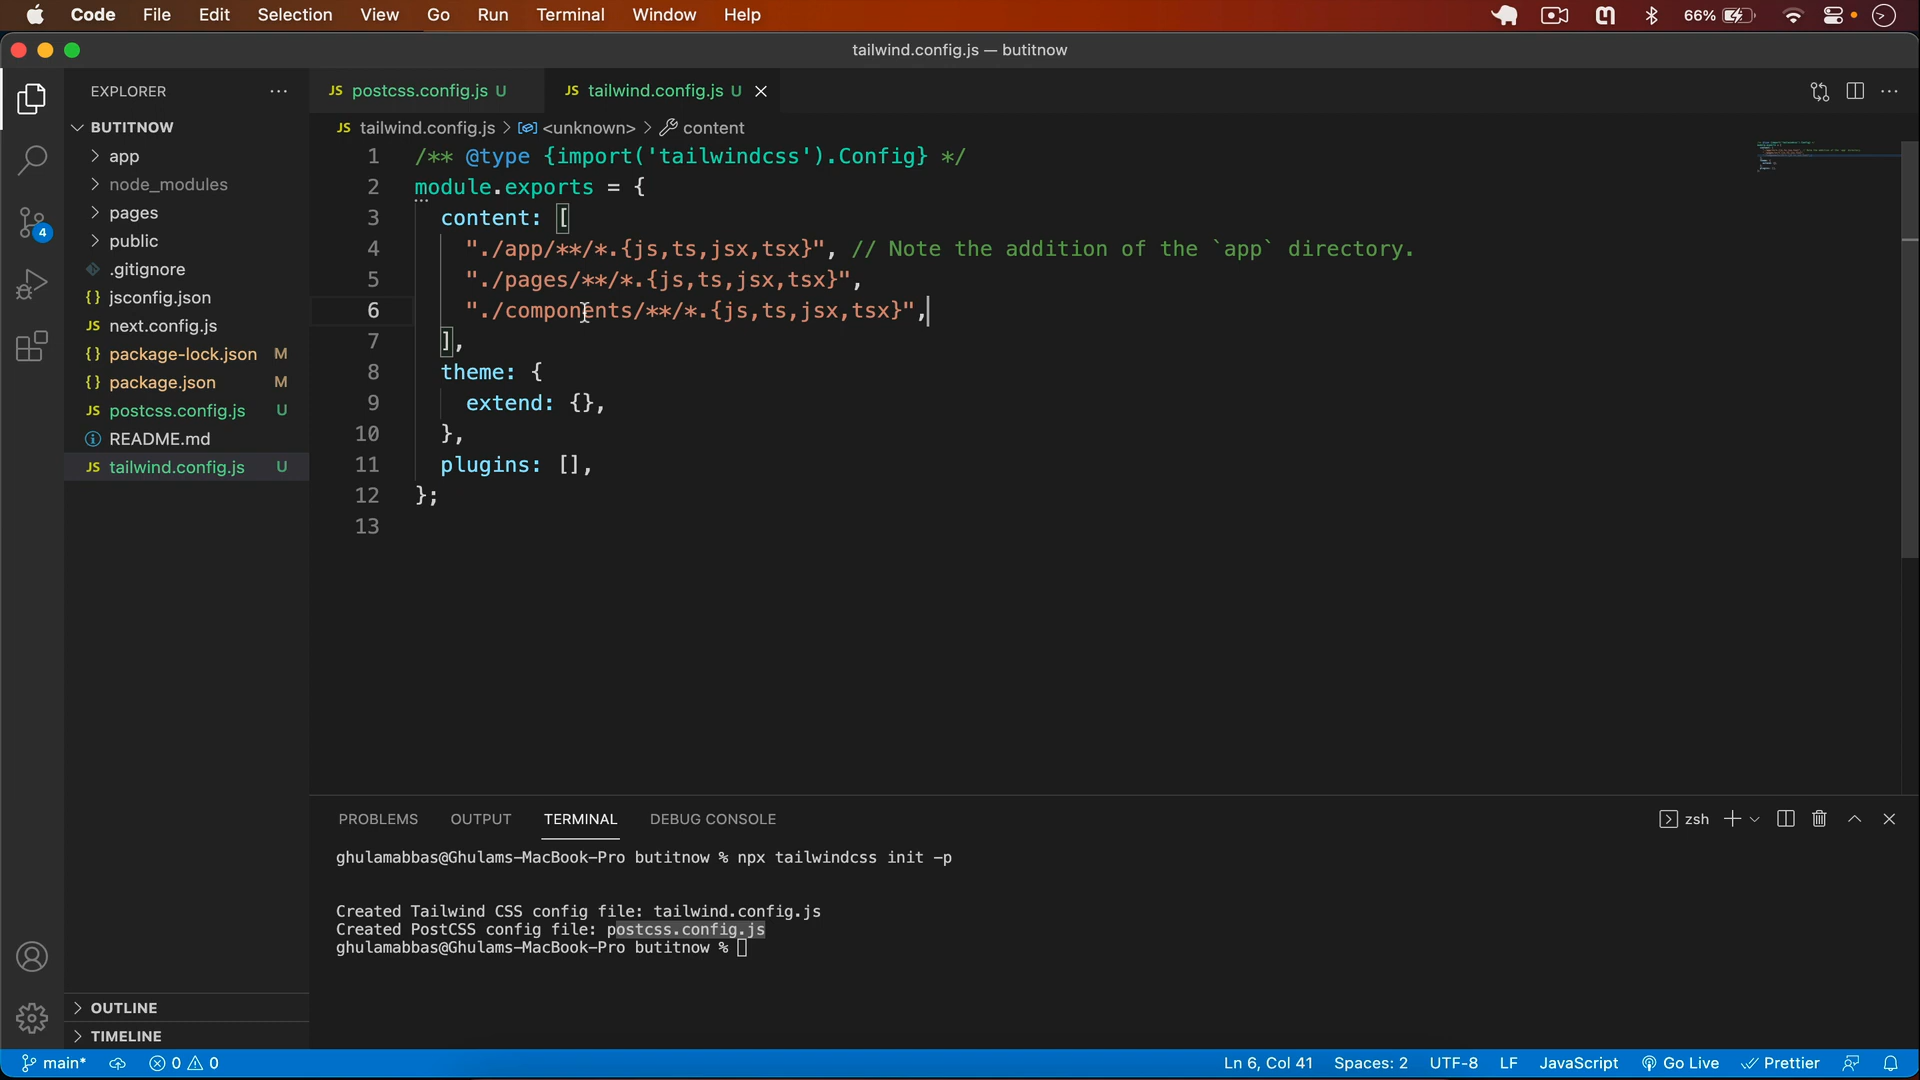 Code File Edit Selection View Go Run Terminal Window Help 66%
tailwind.config.js — butitnow
EXPLORER
BUTITNOW
app
node_modules
pages
public
.gitignore
{} jsconfig.json
next.config.js
{} package-lock.json M
{} package.json M
JS postcss.config.js U
README.md
JS tailwind.config.js U
OUTLINE
TIMELINE
4
JS postcss.config.js U JS tailwind.config.js U
JS tailwind.config.js > <unknown> > content
1 /** @type {import('tailwindcss').Config} */
2 module.exports = {
3 content: [
4 "./app/**/*.{js,ts,jsx,tsx}", // Note the addition of the `app` directory.
5 "./pages/**/*.{js,ts,jsx,tsx}",
6 "./components/**/*.{js,ts,jsx,tsx}",
7 ],
8 theme: {
9 extend: {},
10 },
11 plugins: [],
12 };
13
PROBLEMS OUTPUT TERMINAL DEBUG CONSOLE zsh
ghulamabbas@Ghulams-MacBook-Pro butitnow % npx tailwindcss init -p
Created Tailwind CSS config file: tailwind.config.js
Created PostCSS config file: postcss.config.js
ghulamabbas@Ghulams-MacBook-Pro butitnow %
main* 0 0 Ln 6, Col 41 Spaces: 2 UTF-8 LF JavaScript Go Live Prettier